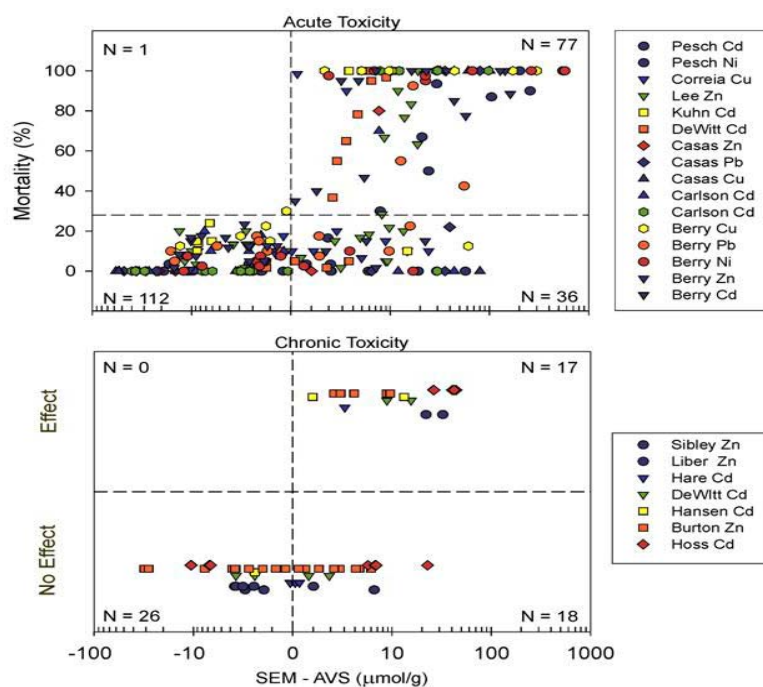 Acute Toxicity
N = 1
N = 77
100
80
60
40
20
0
Mortality (%)
N = 112
N = 36
Pesch Cd
Pesch Ni
Correia Cu
Lee Zn
Kuhn Cd
DeWitt Cd
Casas Zn
Casas Pb
Casas Cu
Carlson Cd
Carlson Cd
Berry Cu
Berry Pb
Berry Ni
Berry Zn
Berry Cd
Chronic Toxicity
N = 0
N = 17
Effect
No Effect
N = 26
N = 18
-100
-10
0
10
100
1000
SEM - AVS (μmol/g)
Sibley Zn
Liber Zn
Hare Cd
DeWItt Cd
Hansen Cd
Burton Zn
Hoss Cd